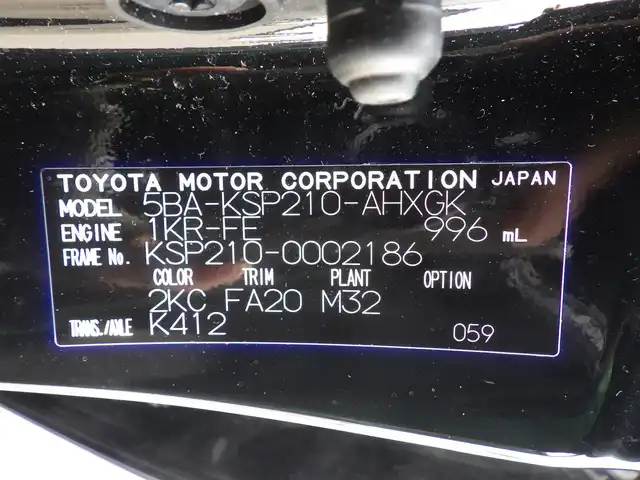 TOYOTA MOTOR CORPORATION JAPAN
MODEL 5BA-KSP210-AHXGK
ENGINE 1KR-FE 996 mL
FRAME No. KSP210-0002186
COLOR TRIM PLANT OPTION
2KC FA20 M32
TRANS./AXLE K412 059